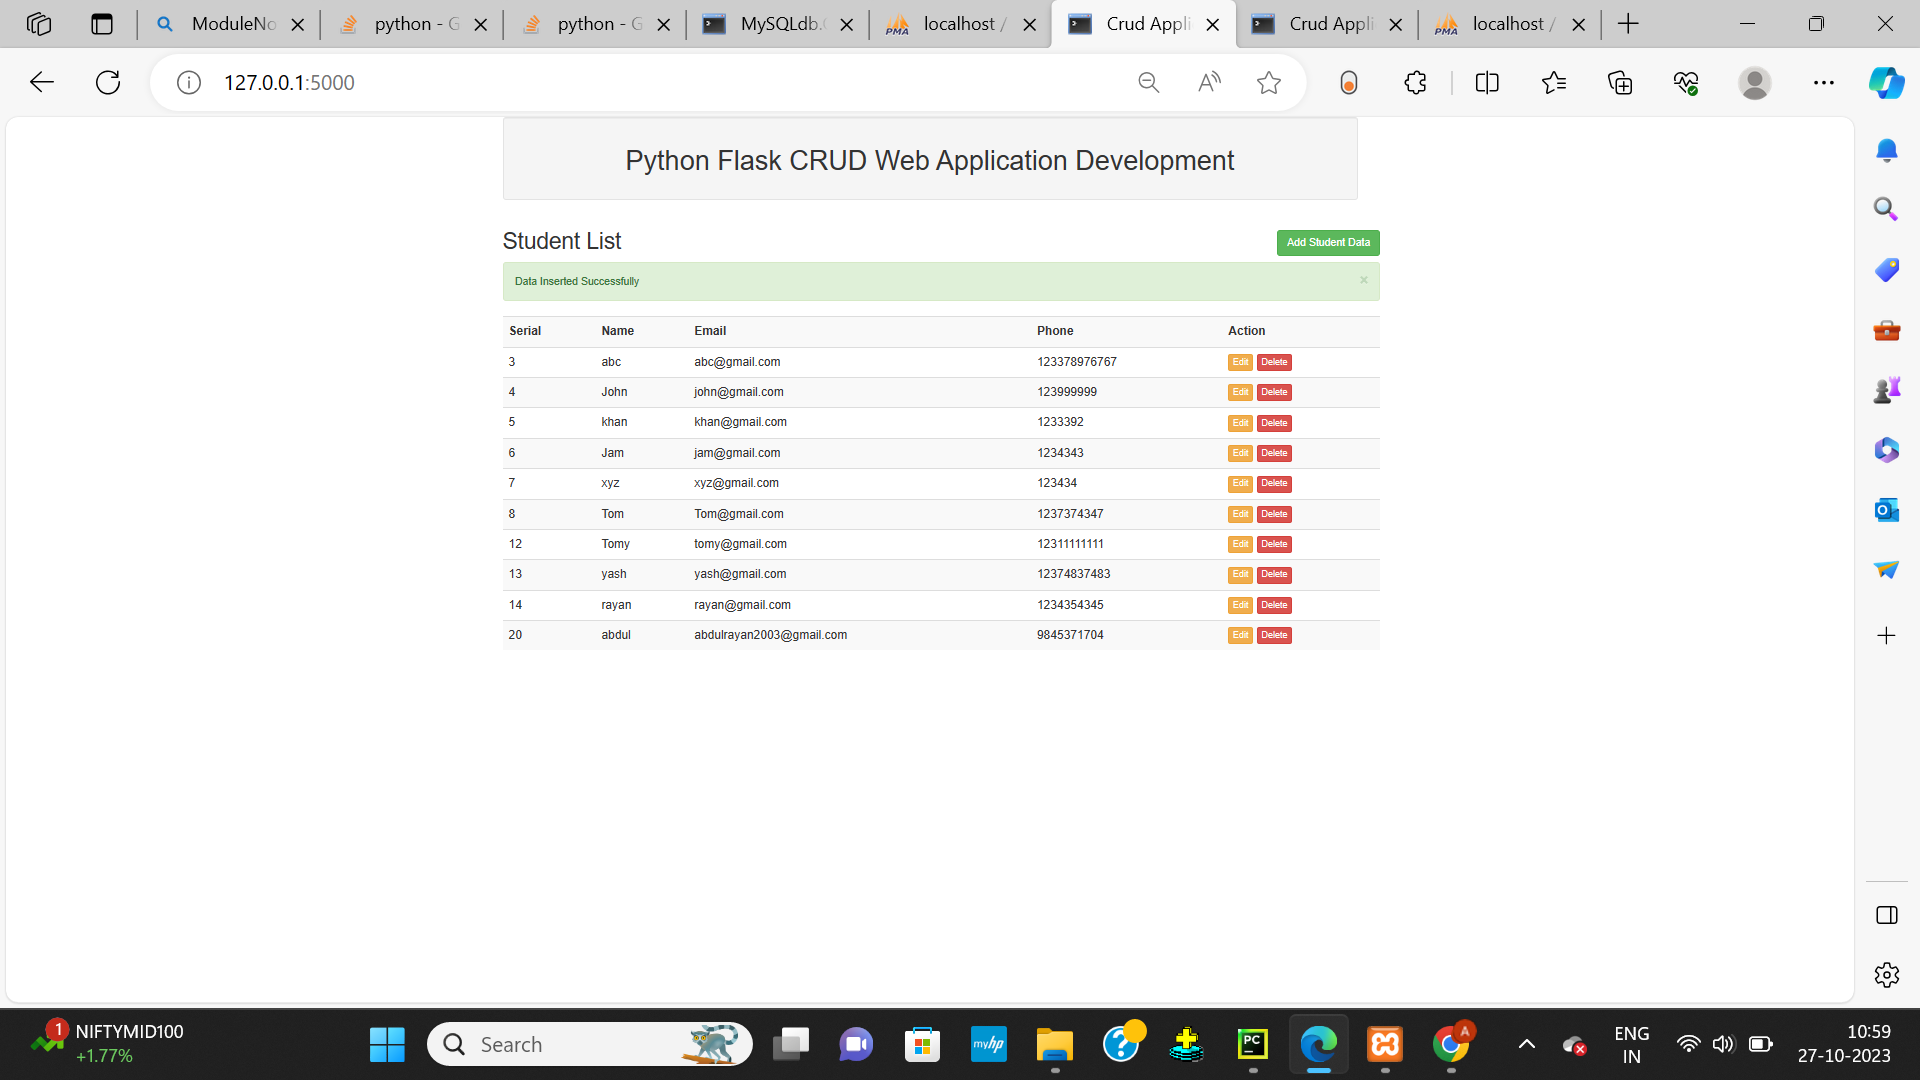 ModuleNo
python - G
python - G
MySQLdb.
localhost /
Crud Appli
Crud Appli
localhost /
127.0.0.1:5000
Python Flask CRUD Web Application Development
Student List
Add Student Data
Data Inserted Successfully ×
Serial Name Email Phone Action
3 abc abc@gmail.com 123378976767 Edit Delete
4 John john@gmail.com 123999999 Edit Delete
5 khan khan@gmail.com 1233392 Edit Delete
6 Jam jam@gmail.com 1234343 Edit Delete
7 xyz xyz@gmail.com 123434 Edit Delete
8 Tom Tom@gmail.com 1237374347 Edit Delete
12 Tomy tomy@gmail.com 12311111111 Edit Delete
13 yash yash@gmail.com 12374837483 Edit Delete
14 rayan rayan@gmail.com 1234354345 Edit Delete
20 abdul abdulrayan2003@gmail.com 9845371704 Edit Delete
1
NIFTYMID100
+1.77%
Search
myhp
PC
A
ENG
IN
10:59
27-10-2023